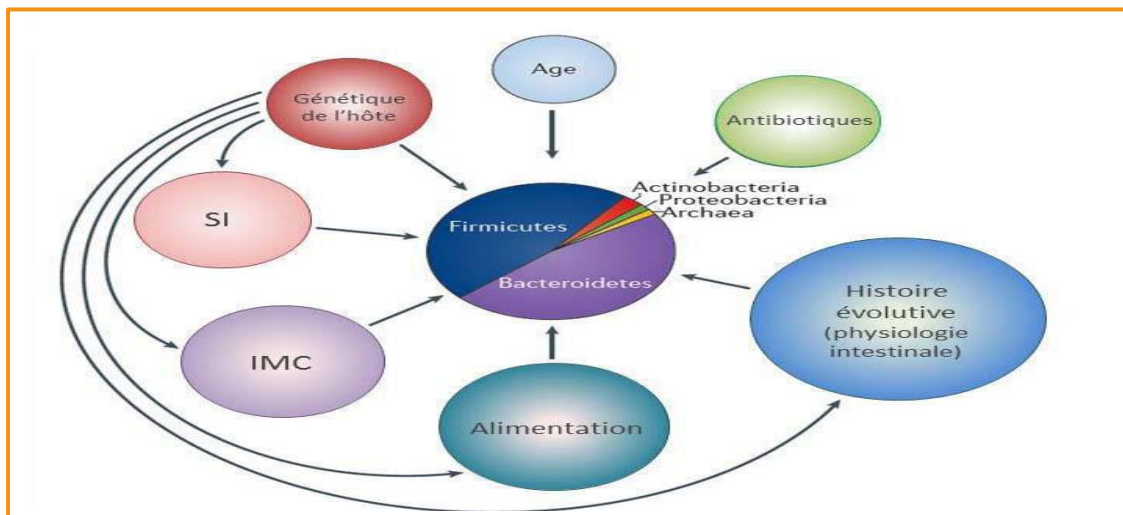 Age
Génétique
de l'hôte
Antibiotiques
Actinobacteria
Proteobacteria
Archaea
SI
Firmicutes
Bacteroidetes
Histoire
évolutive
(physiologie
intestinale)
IMC
Alimentation